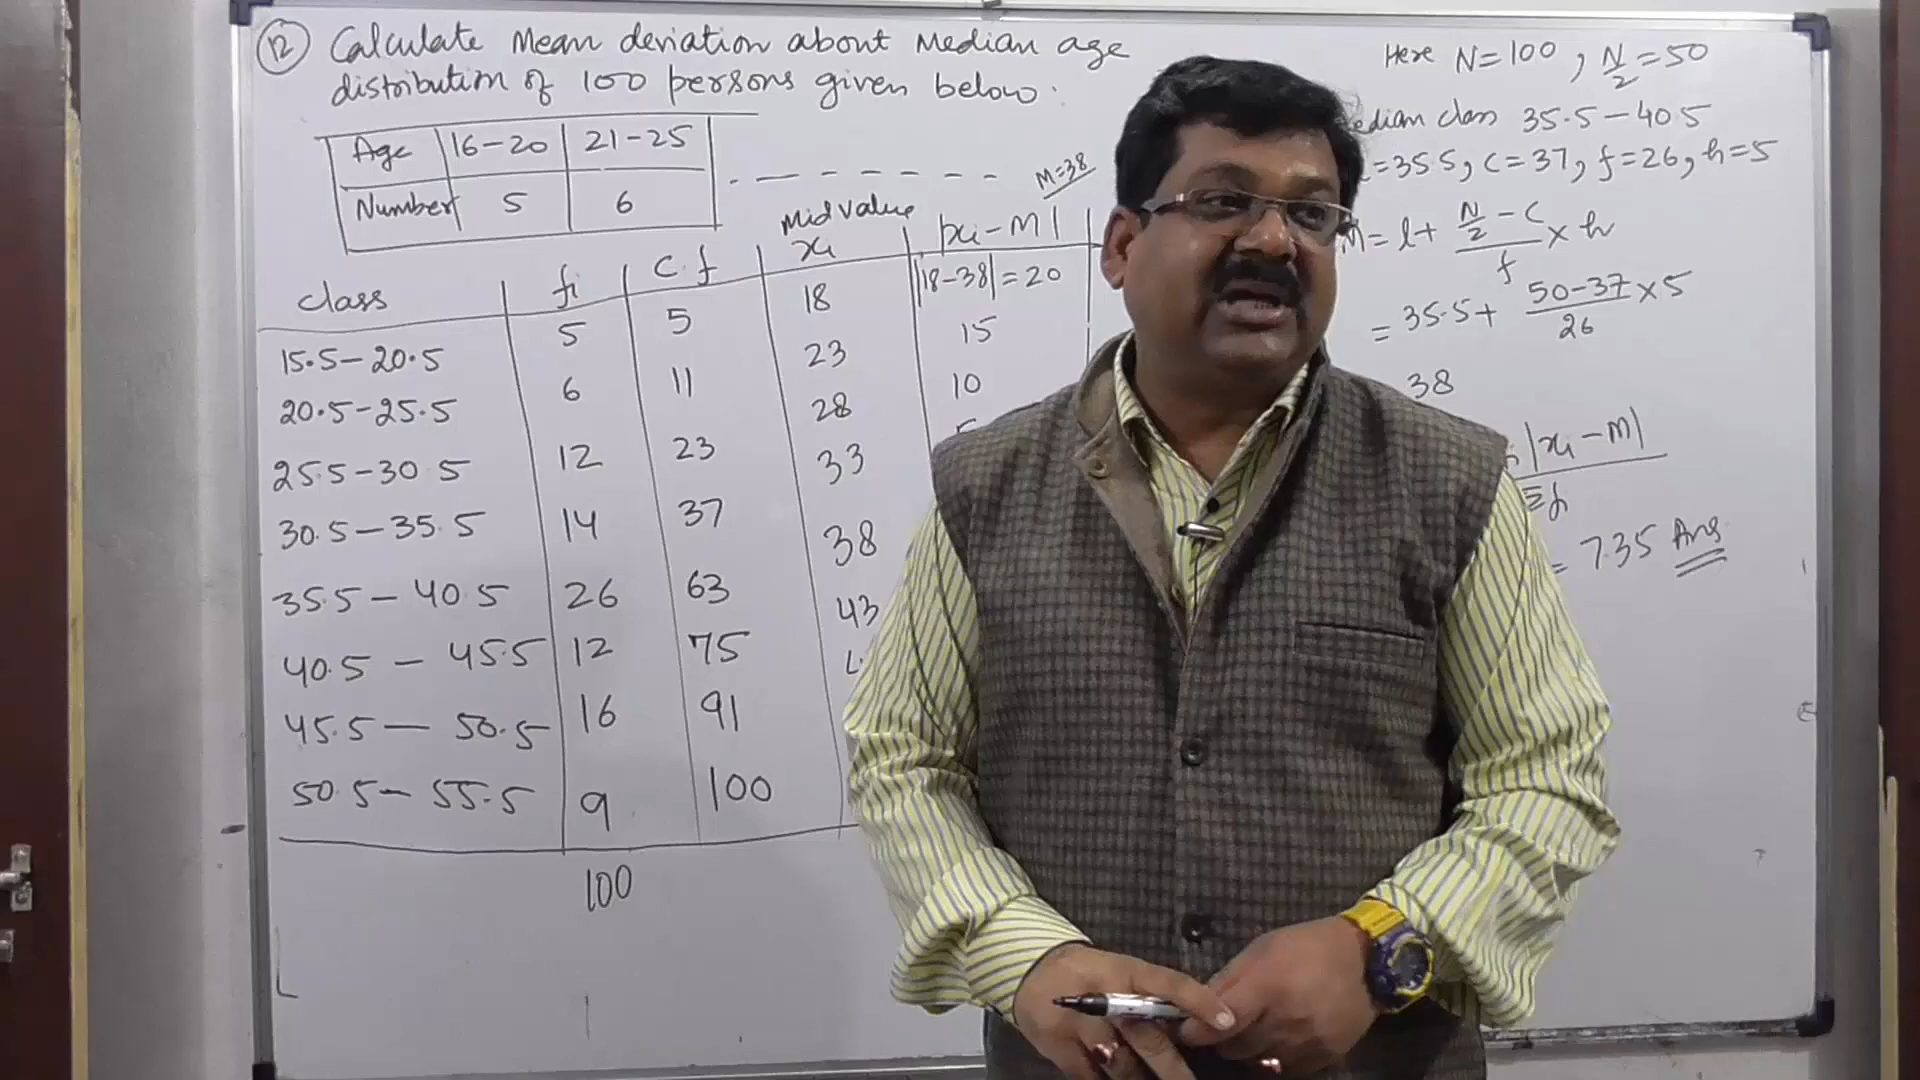 12 Calculate Mean deviation about Median age
distribution of 100 persons given below.
Age 16-20 21-25
Number 5 6
M=38
class fi c.f Mid value xi |xi-M|
15.5-20.5 5 5 18 |18-38|=20
20.5-25.5 6 11 23 15
25.5-30.5 12 23 28 10
30.5-35.5 14 37 33
35.5-40.5 26 63 38
40.5-45.5 12 75 43
45.5-50.5 16 91
50.5-55.5 9 100
100
Here N=100, N/2=50
class 35.5-40.5
=35.5, C=37, f=26, h=5
M= l+ (N/2-C)/f × h
= 35.5+ (50-37)/26 ×5
38
|xi-M|
Σf
= 7.35 Ans